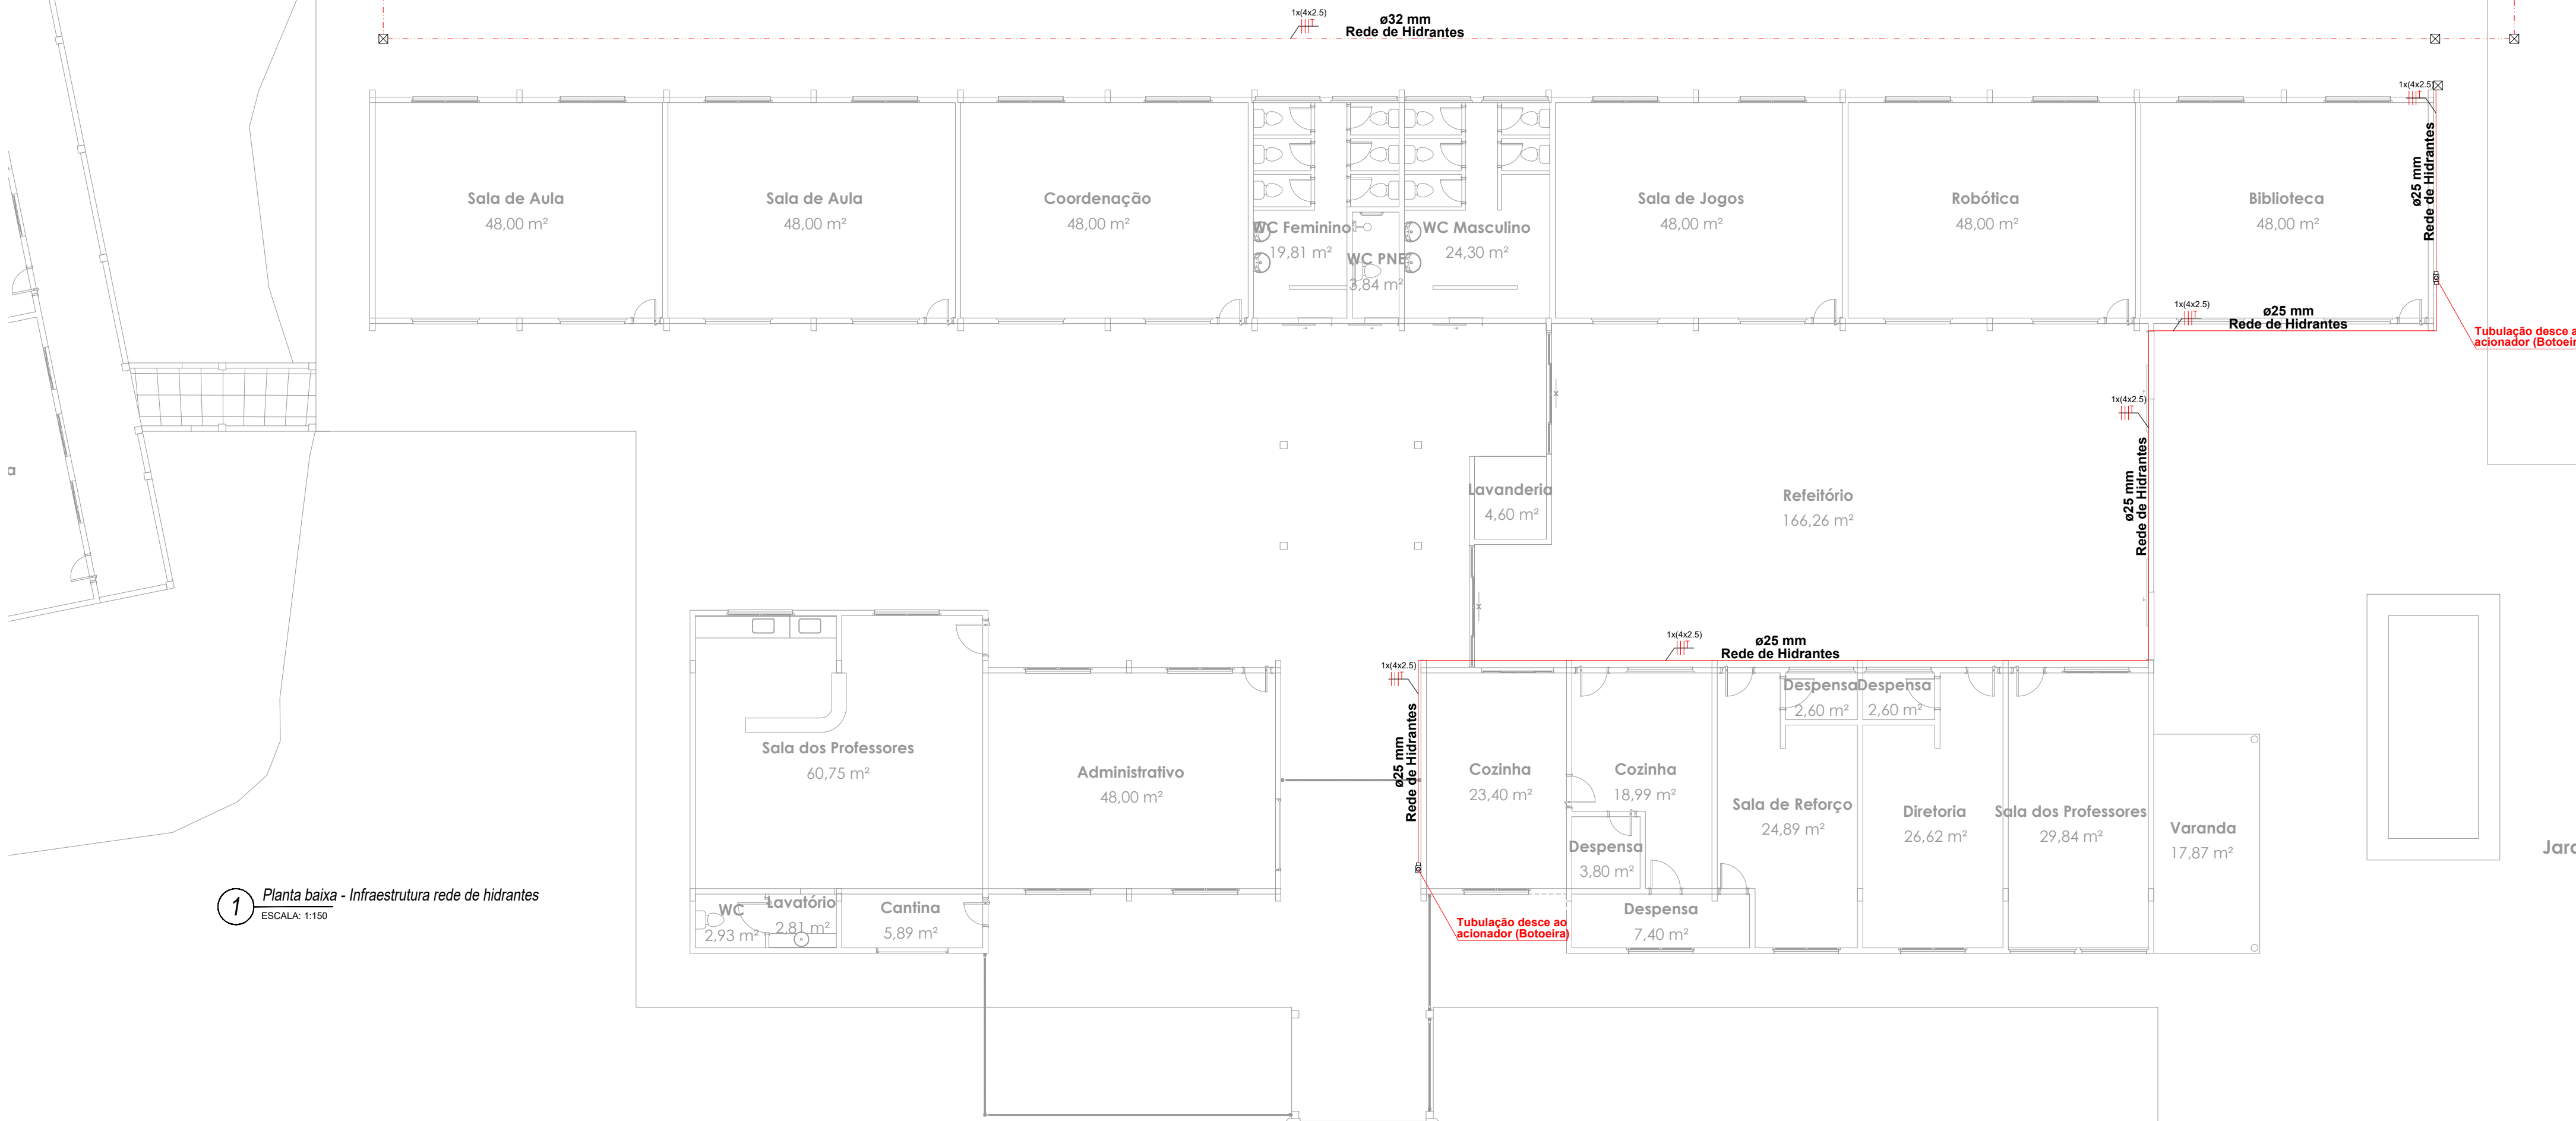 1x(4x2.5)
ø32 mm
Rede de Hidrantes
1x(4x2.5)
ø25 mm
Rede de Hidrantes
Sala de Aula
48,00 m²
Sala de Aula
48,00 m²
Coordenação
48,00 m²
WC Feminino
19,81 m²
WC PNE
3,84 m²
WC Masculino
24,30 m²
Sala de Jogos
48,00 m²
Robótica
48,00 m²
Biblioteca
48,00 m²
1x(4x2.5)
ø25 mm
Rede de Hidrantes
Tubulação desce a
acionador (Botoeir
1x(4x2.5)
ø25 mm
Rede de Hidrantes
a
Lavanderia
4,60 m²
Refeitório
166,26 m²
1x(4x2.5)
ø25 mm
Rede de Hidrantes
1x(4x2.5)
ø25 mm
Rede de Hidrantes
Despensa
2,60 m²
Despensa
2,60 m²
Sala dos Professores
60,75 m²
Administrativo
48,00 m²
Cozinha
23,40 m²
Cozinha
18,99 m²
Sala de Reforço
24,89 m²
Diretoria
26,62 m²
Sala dos Professores
29,84 m²
Varanda
17,87 m²
Jar
Despensa
3,80 m²
1
Planta baixa - Infraestrutura rede de hidrantes
ESCALA: 1:150
WC
2,93 m²
Lavatório
2,81 m²
Cantina
5,89 m²
Tubulação desce ao
acionador (Botoeira)
Despensa
7,40 m²